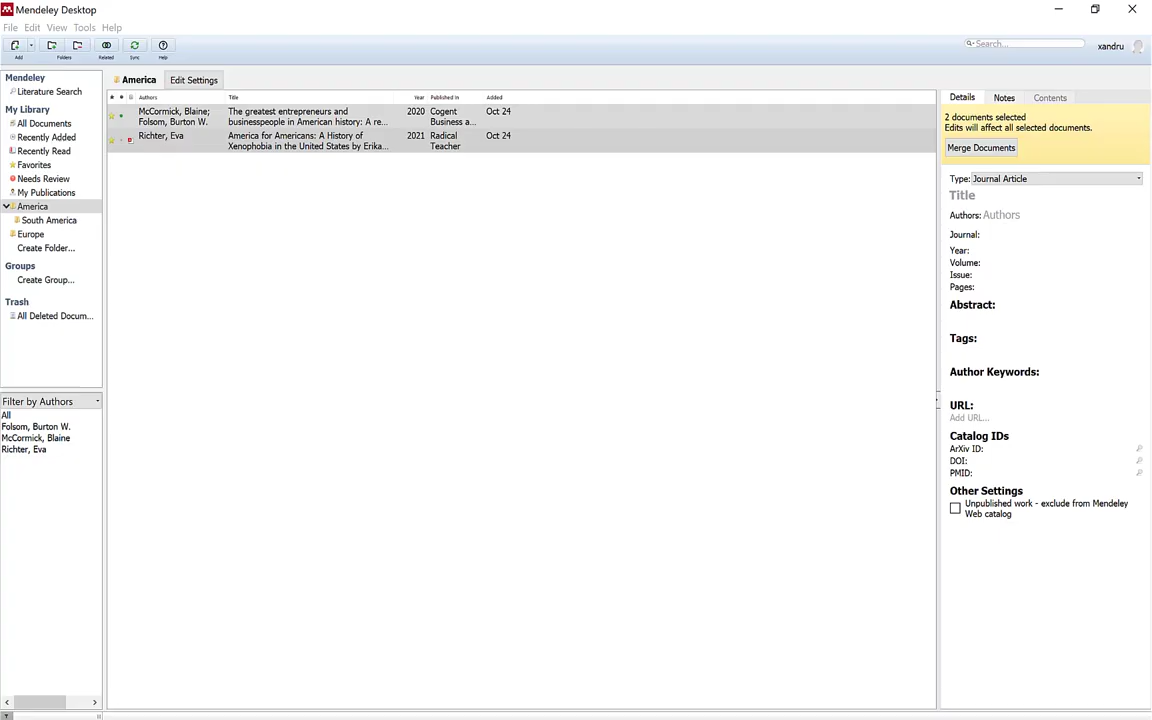 Mendeley Desktop
File Edit View Tools Help
Add Folders Related Sync Help
Search...
xandru
Mendeley
Literature Search
My Library
All Documents
Recently Added
Recently Read
Favorites
Needs Review
My Publications
America
South America
Europe
Create Folder...
Groups
Create Group...
Trash
All Deleted Docum...
Filter by Authors
All
Folsom, Burton W.
McCormick, Blaine
Richter, Eva
America Edit Settings
Authors Title Year Published In Added
McCormick, Blaine; The greatest entrepreneurs and 2020 Cogent Oct 24
Folsom, Burton W. businesspeople in American history: A re... Business a...
Richter, Eva America for Americans: A History of 2021 Radical Oct 24
Xenophobia in the United States by Erika... Teacher
Details Notes Contents
2 documents selected
Edits will affect all selected documents.
Merge Documents
Type: Journal Article
Title
Authors: Authors
Journal:
Year:
Volume:
Issue:
Pages:
Abstract:
Tags:
Author Keywords:
URL:
Add URL...
Catalog IDs
ArXiv ID:
DOI:
PMID:
Other Settings
Unpublished work - exclude from Mendeley
Web catalog